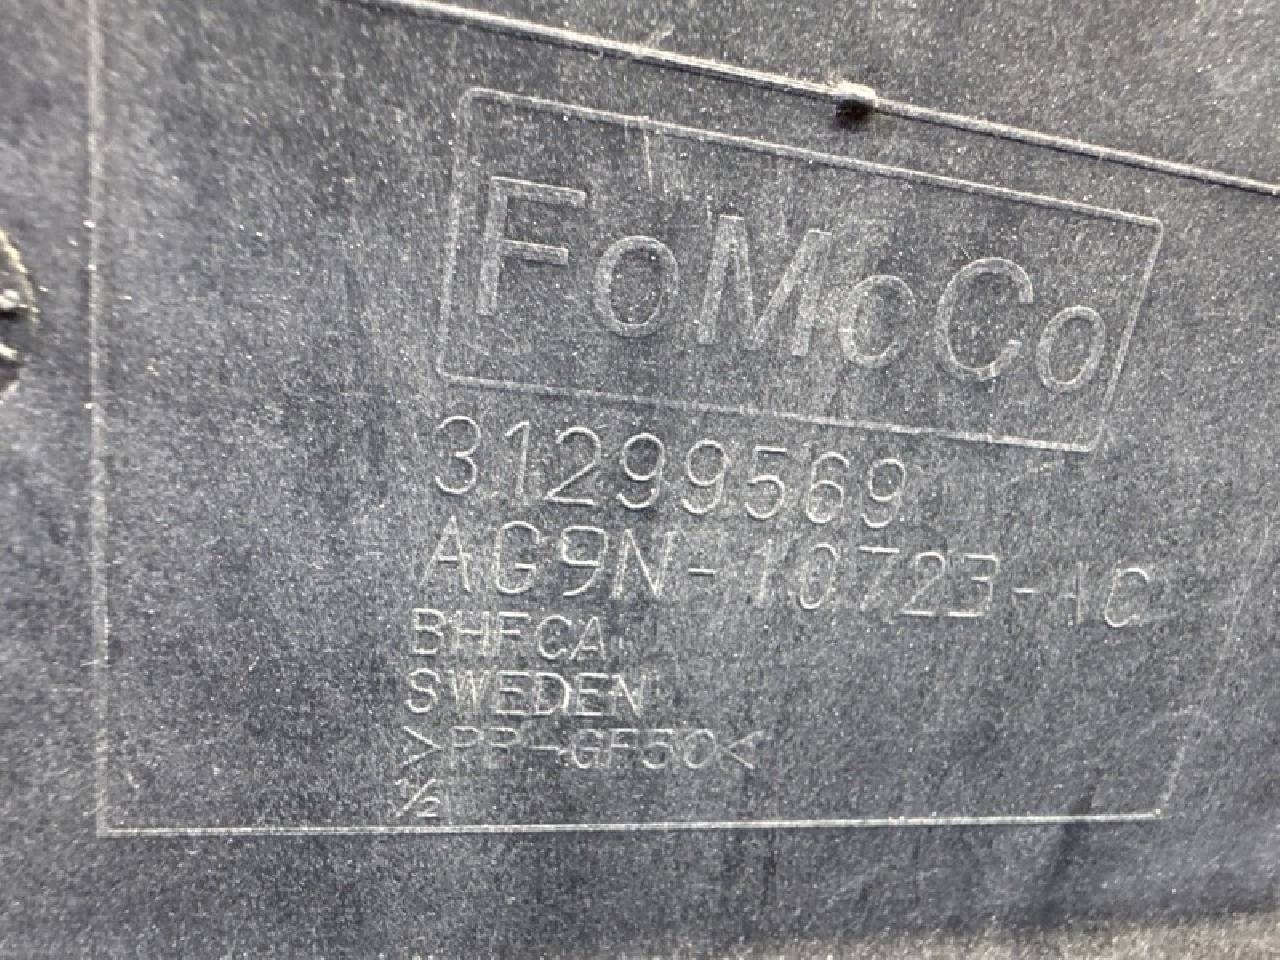 FoMoCo
31299569
AG9N-10723-AC
BHFCA
SWEDEN
>PP-GF50<
1/2